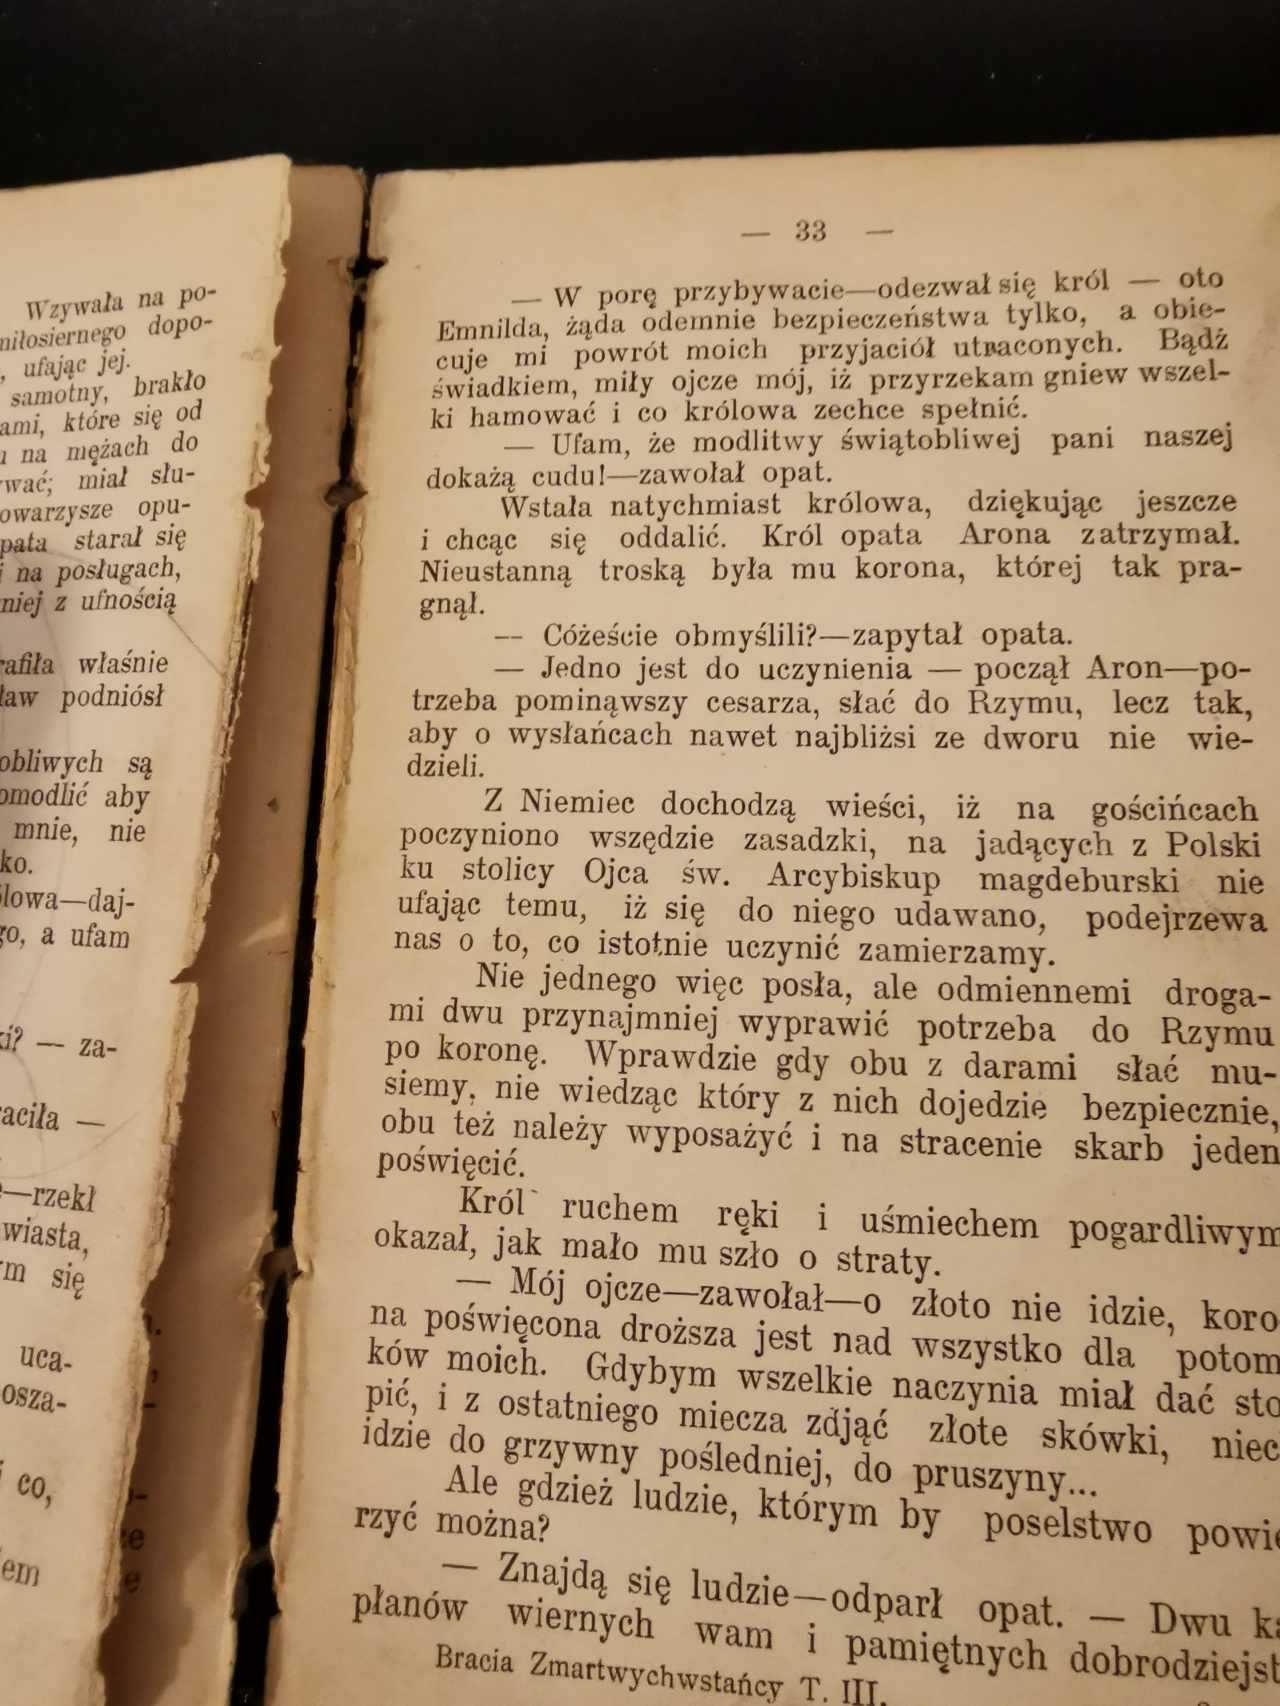 Wzywała na po-
miłosiernego dopo-
, ufając jej.
samotny, brakło
ami, które się od
na mężach do
wać; miał słu-
owarzysze opu-
pata starał się
i na posługach,
niej z ufnością
rafiła właśnie
ław podniósł
obliwych są
omodlić aby
mnie, nie
ko.
lowa—daj-
go, a ufam
ki? — za-
raciła —
—rzekł
wiasta,
m się
uca-
osza-
i co,
em
— 33 —
— W porę przybywacie—odezwał się król — oto
Emnilda, żąda odemnie bezpieczeństwa tylko, a obie-
cuje mi powrót moich przyjaciół utraconych. Bądź
świadkiem, miły ojcze mój, iż przyrzekam gniew wszel-
ki hamować i co królowa zechce spełnić.
— Ufam, że modlitwy świątobliwej pani naszej
dokażą cudu!—zawołał opat.
Wstała natychmiast królowa, dziękując jeszcze
i chcąc się oddalić. Król opata Arona zatrzymał.
Nieustanną troską była mu korona, której tak pra-
gnął.
— Cóżeście obmyślili?—zapytał opata.
— Jedno jest do uczynienia — począł Aron—po-
trzeba pominąwszy cesarza, słać do Rzymu, lecz tak,
aby o wysłańcach nawet najbliżsi ze dworu nie wie-
dzieli.
Z Niemiec dochodzą wieści, iż na gościńcach
poczyniono wszędzie zasadzki, na jadących z Polski
ku stolicy Ojca św. Arcybiskup magdeburski nie
ufając temu, iż się do niego udawano, podejrzewa
nas o to, co istotnie uczynić zamierzamy.
Nie jednego więc posła, ale odmiennemi droga-
mi dwu przynajmniej wyprawić potrzeba do Rzymu
po koronę. Wprawdzie gdy obu z darami słać mu-
siemy, nie wiedząc który z nich dojedzie bezpiecznie,
obu też należy wyposażyć i na stracenie skarb jeden
poświęcić.
Król ruchem ręki i uśmiechem pogardliwym
okazał, jak mało mu szło o straty.
— Mój ojcze—zawołał—o złoto nie idzie, koro
na poświęcona droższa jest nad wszystko dla potom
ków moich. Gdybym wszelkie naczynia miał dać sto
pić, i z ostatniego miecza zdjąć złote skówki, niec
idzie do grzywny pośledniej, do pruszyny...
Ale gdzież ludzie, którym by poselstwo powie
rzyć można?
— Znajdą się ludzie—odparł opat. — Dwu ka
płanów wiernych wam i pamiętnych dobrodziejst
Bracia Zmartwychwstańcy T. III.